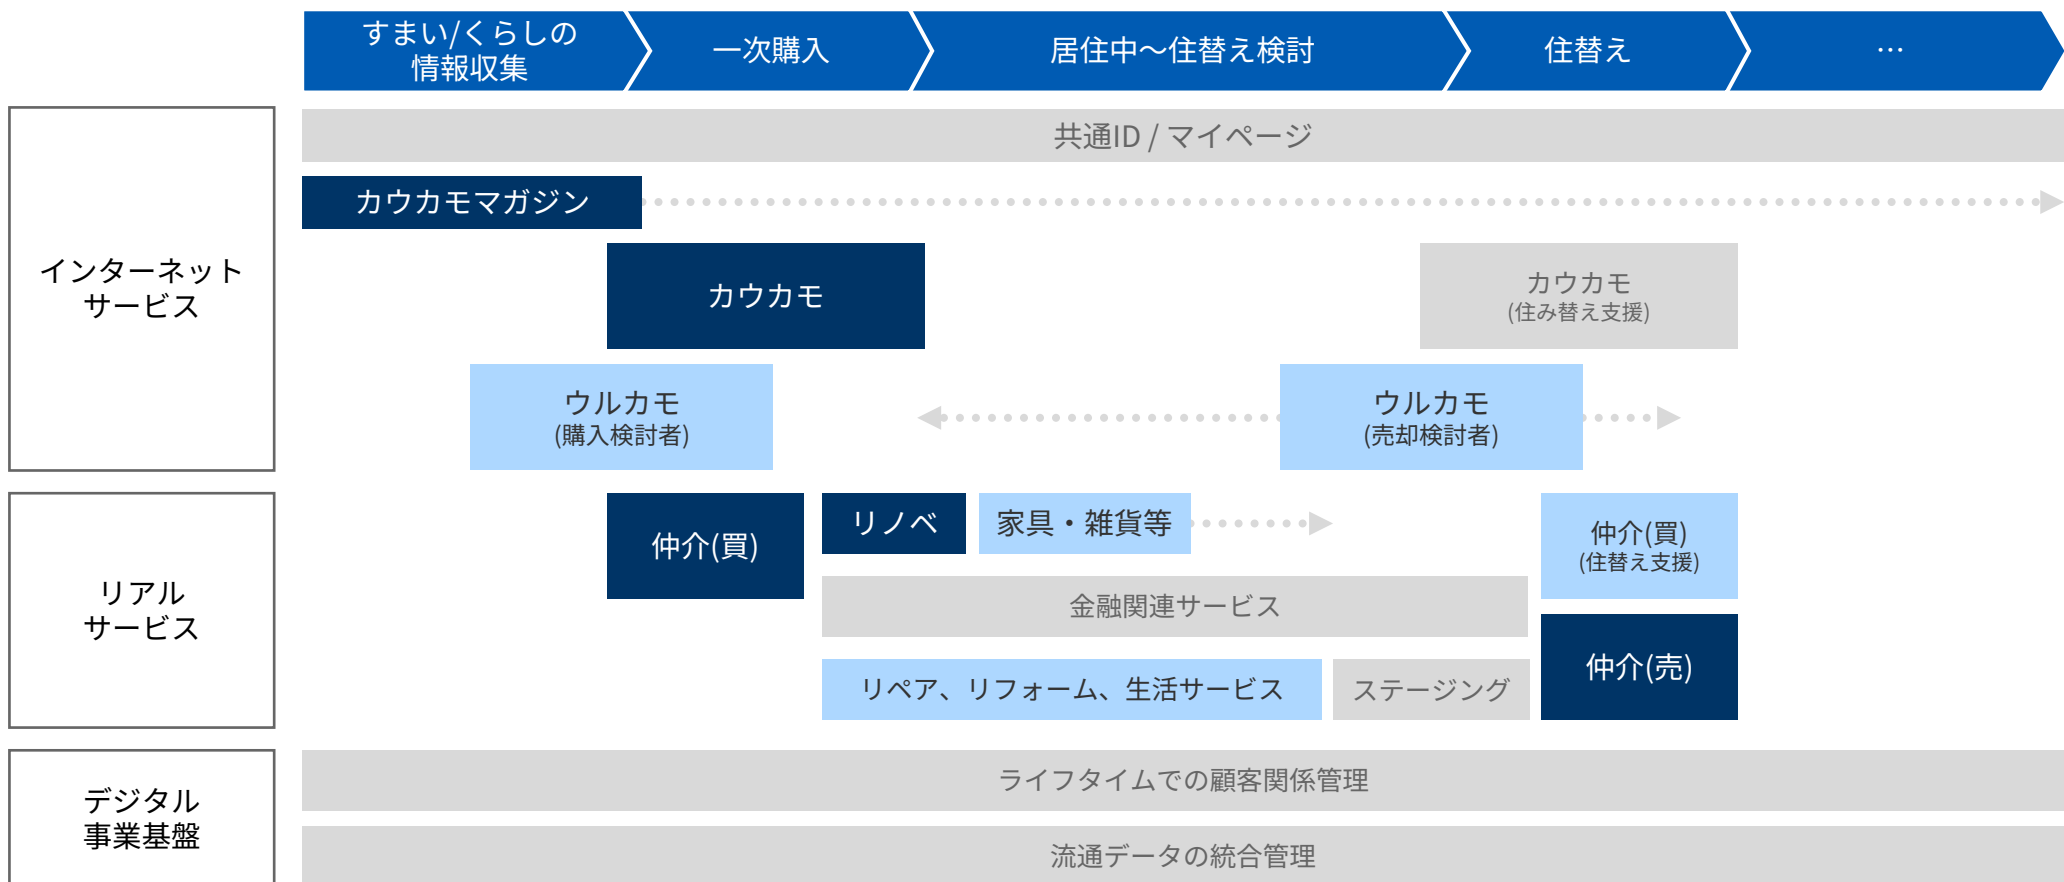 すまい/くらしの
情報収集
一次購入
居住中〜住替え検討
住替え
…
インターネット
サービス
共通ID / マイページ
カウカモマガジン
カウカモ
カウカモ
(住み替え支援)
ウルカモ
(購入検討者)
ウルカモ
(売却検討者)
リアル
サービス
仲介(買)
リノベ
家具・雑貨等
仲介(買)
(住替え支援)
金融関連サービス
仲介(売)
リペア、リフォーム、生活サービス
ステージング
デジタル
事業基盤
ライフタイムでの顧客関係管理
流通データの統合管理